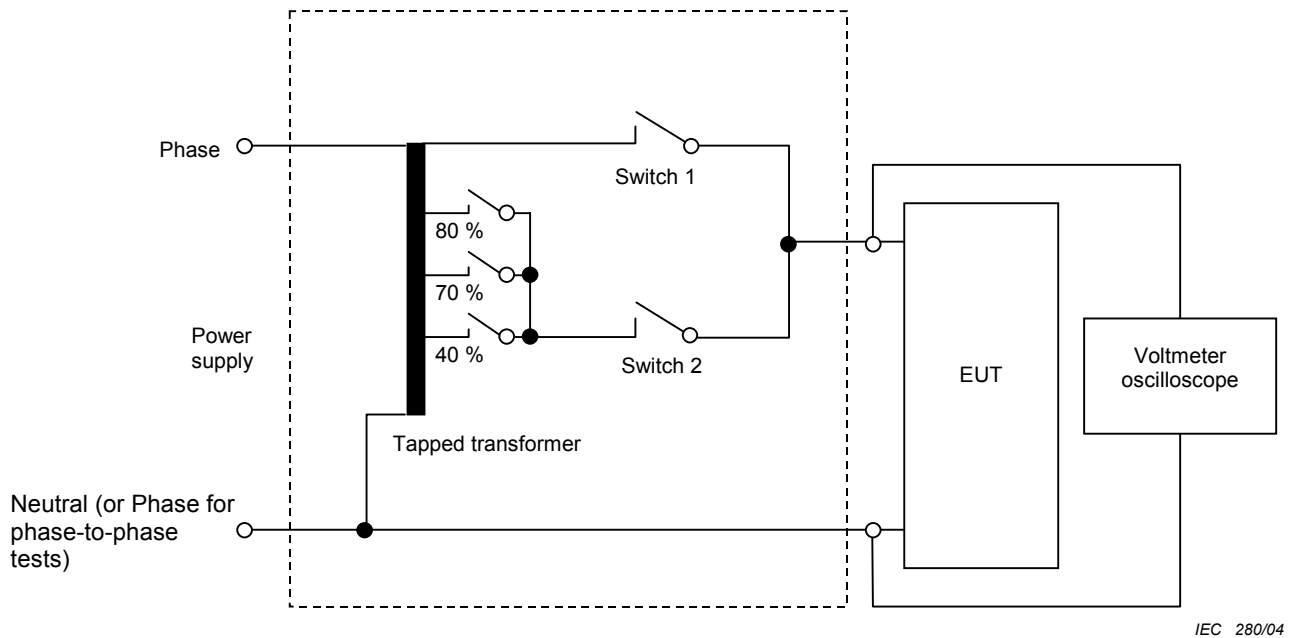 Phase
Switch 1
80 %
70 %
40 %
Power
supply
Switch 2
EUT
Voltmeter
oscilloscope
Tapped transformer
Neutral (or Phase for
phase-to-phase
tests)
IEC 280/04